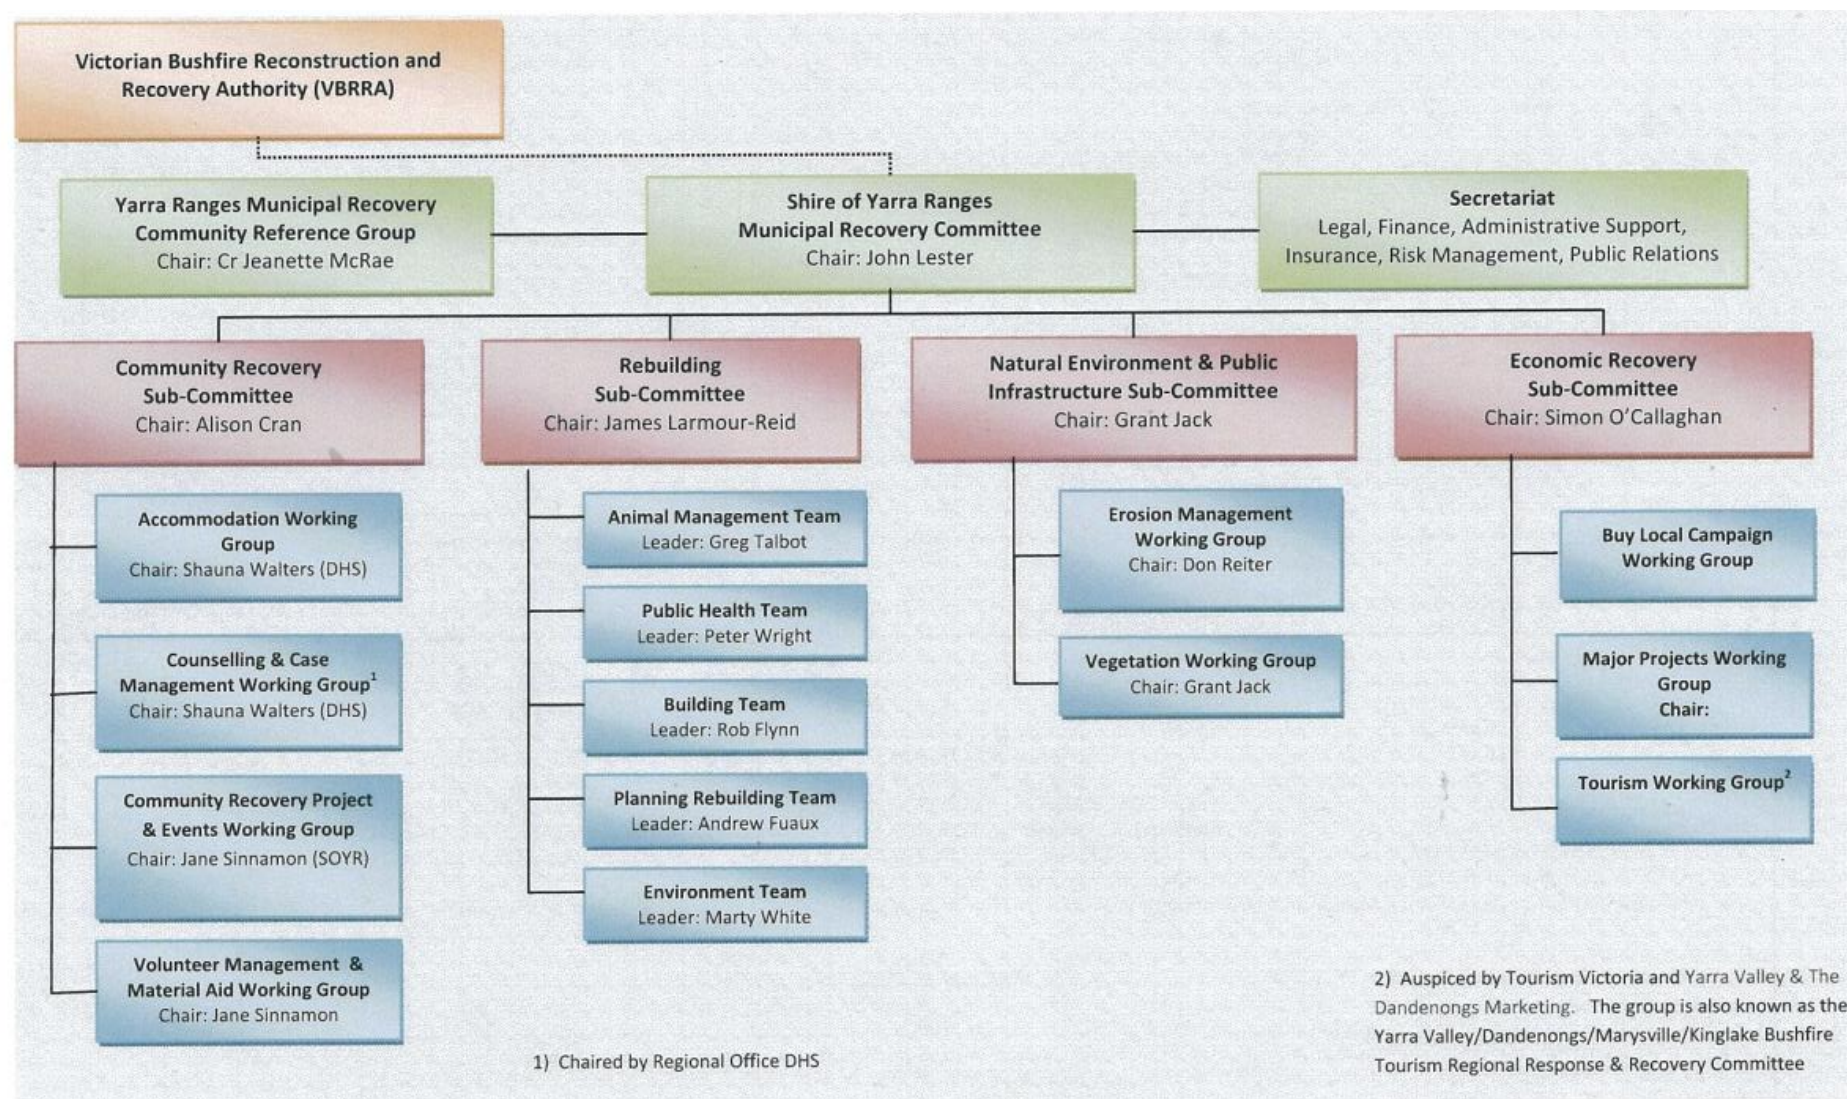 Victorian Bushfire Reconstruction and
Recovery Authority (VBRRA)
Yarra Ranges Municipal Recovery
Community Reference Group
Chair: Cr Jeanette McRae
Shire of Yarra Ranges
Municipal Recovery Committee
Chair: John Lester
Secretariat
Legal, Finance, Administrative Support,
Insurance, Risk Management, Public Relations
Community Recovery
Sub-Committee
Chair: Alison Cran
Rebuilding
Sub-Committee
Chair: James Larmour-Reid
Natural Environment & Public
Infrastructure Sub-Committee
Chair: Grant Jack
Economic Recovery
Sub-Committee
Chair: Simon O'Callaghan
Accommodation Working
Group
Chair: Shauna Walters (DHS)
Counselling & Case
Management Working Group¹
Chair: Shauna Walters (DHS)
Community Recovery Project
& Events Working Group
Chair: Jane Sinnamon (SOYR)
Volunteer Management &
Material Aid Working Group
Chair: Jane Sinnamon
Animal Management Team
Leader: Greg Talbot
Public Health Team
Leader: Peter Wright
Building Team
Leader: Rob Flynn
Planning Rebuilding Team
Leader: Andrew Fuaux
Environment Team
Leader: Marty White
Erosion Management
Working Group
Chair: Don Reiter
Vegetation Working Group
Chair: Grant Jack
Buy Local Campaign
Working Group
Major Projects Working
Group
Chair:
Tourism Working Group²
1) Chaired by Regional Office DHS
2) Auspiced by Tourism Victoria and Yarra Valley & The
Dandenongs Marketing. The group is also known as the
Yarra Valley/Dandenongs/Marysville/Kinglake Bushfire
Tourism Regional Response & Recovery Committee